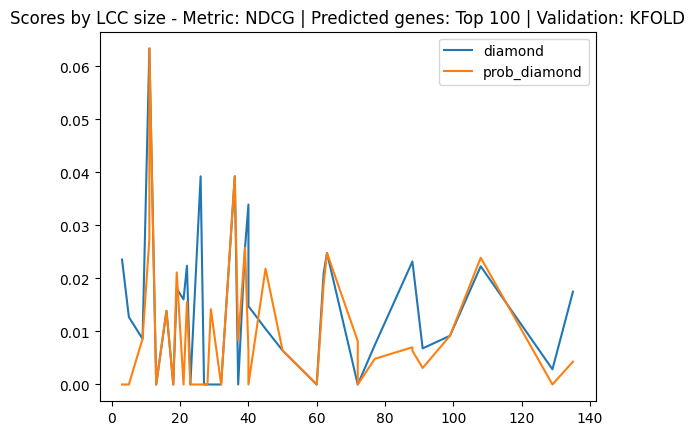 Scores by LCC size - Metric: NDCG | Predicted genes: Top 100 | Validation: KFOLD
diamond
prob_diamond
0.06
0.05
0.04
0.03
0.02
0.01
0.00
0 20 40 60 80 100 120 140